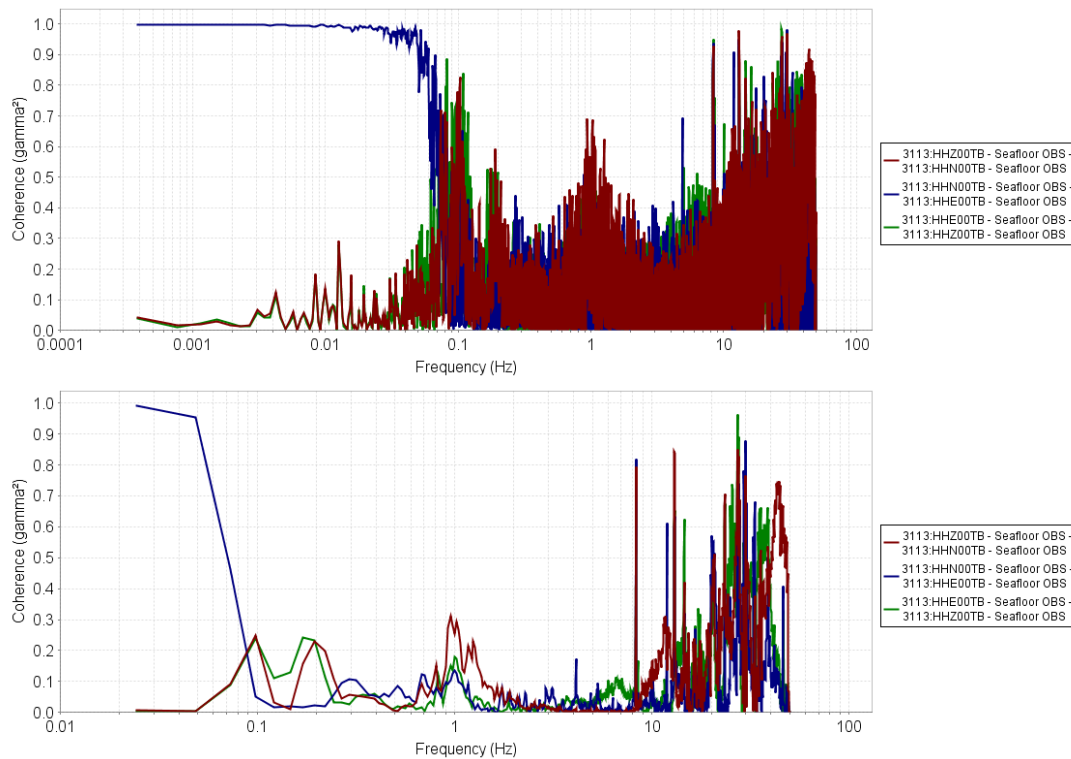 1.0
0.9
0.8
0.7
0.6
0.5
0.4
0.3
0.2
0.1
0.0
Coherence (gamma²)
0.0001 0.001 0.01 0.1 1 10 100
Frequency (Hz)
3113:HHZ00TB - Seafloor OBS -
3113:HHN00TB - Seafloor OBS
3113:HHN00TB - Seafloor OBS -
3113:HHE00TB - Seafloor OBS
3113:HHE00TB - Seafloor OBS -
3113:HHZ00TB - Seafloor OBS
1.0
0.9
0.8
0.7
0.6
0.5
0.4
0.3
0.2
0.1
0.0
Coherence (gamma²)
0.01 0.1 1 10 100
Frequency (Hz)
3113:HHZ00TB - Seafloor OBS -
3113:HHN00TB - Seafloor OBS
3113:HHN00TB - Seafloor OBS -
3113:HHE00TB - Seafloor OBS
3113:HHE00TB - Seafloor OBS -
3113:HHZ00TB - Seafloor OBS